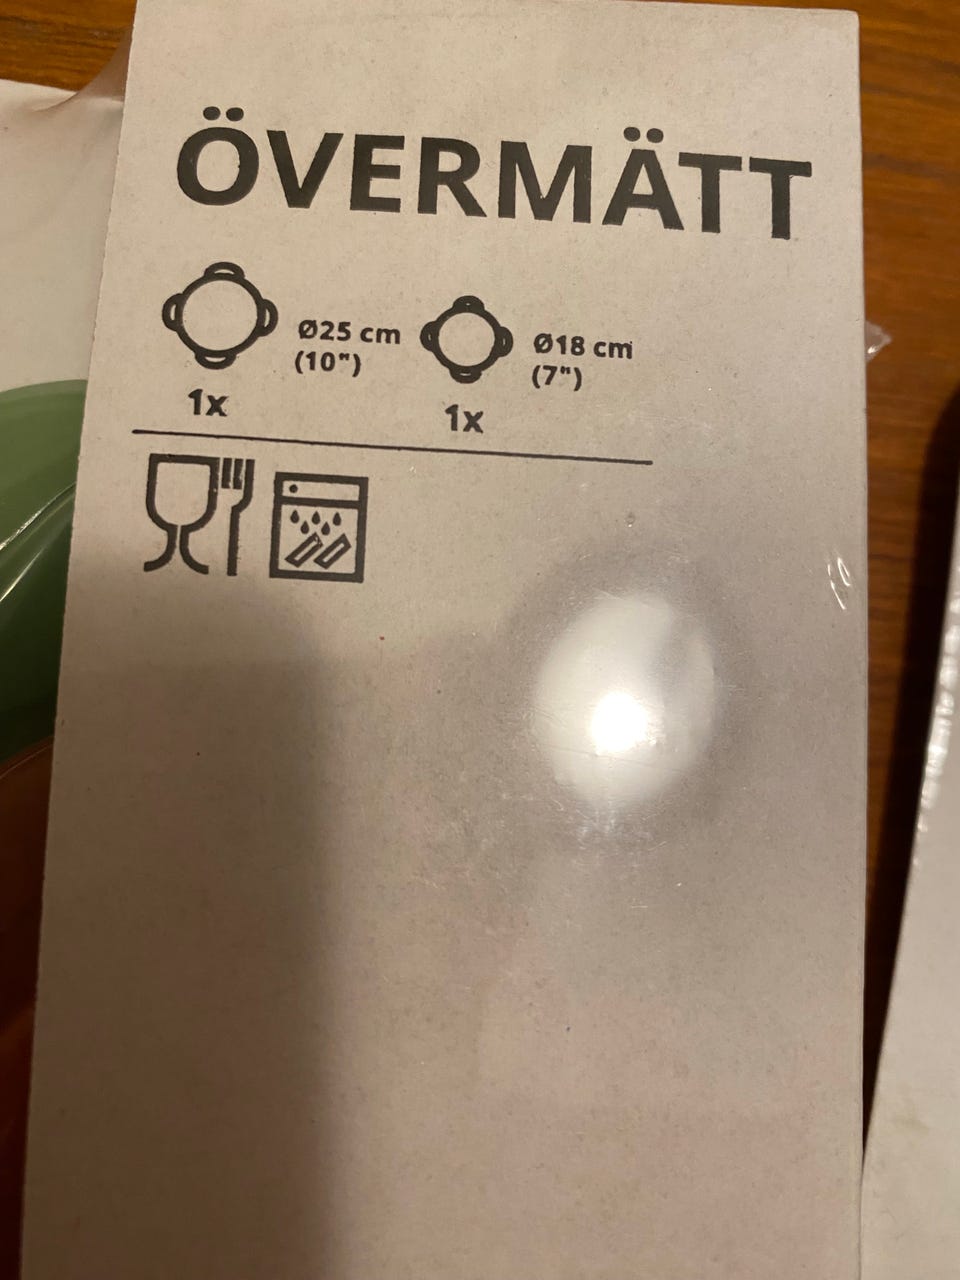 ÖVERMÄTT
Ø25 cm
(10")
1x
Ø18 cm
(7")
1x